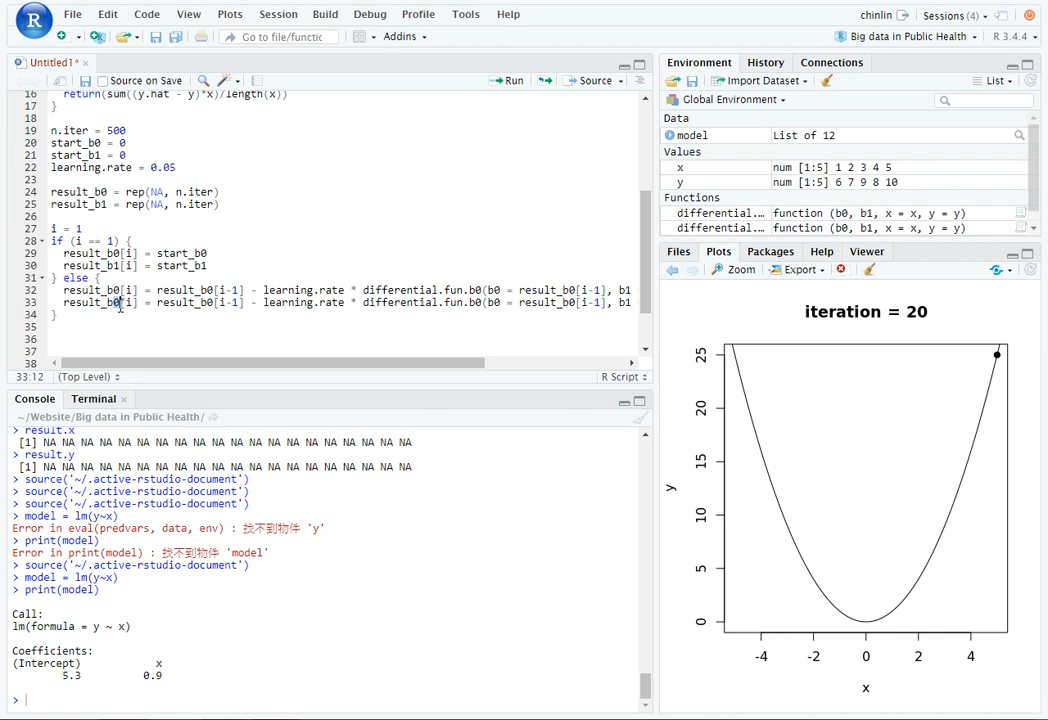 File Edit Code View Plots Session Build Debug Profile Tools Help
chinlin Sessions (4)
Go to file/functic Addins
Big data in Public Health R 3.4.4
Untitled1*
Source on Save Run Source
16 return(sum((y.hat - y)*x)/length(x))
17 }
18
19 n.iter = 500
20 start_b0 = 0
21 start_b1 = 0
22 learning.rate = 0.05
23
24 result_b0 = rep(NA, n.iter)
25 result_b1 = rep(NA, n.iter)
26
27 i = 1
28 if (i == 1) {
29 result_b0[i] = start_b0
30 result_b1[i] = start_b1
31 } else {
32 result_b0[i] = result_b0[i-1] - learning.rate * differential.fun.b0(b0 = result_b0[i-1], b1
33 result_b0[i] = result_b0[i-1] - learning.rate * differential.fun.b0(b0 = result_b0[i-1], b1
34 }
35
36
37
38
33:12 (Top Level) R Script
Console Terminal
~/Website/Big data in Public Health/
> result.x
[1] NA NA NA NA NA NA NA NA NA NA NA NA NA NA NA NA NA NA NA NA
> result.y
[1] NA NA NA NA NA NA NA NA NA NA NA NA NA NA NA NA NA NA NA NA
> source('~/.active-rstudio-document')
> source('~/.active-rstudio-document')
> source('~/.active-rstudio-document')
> model = lm(y~x)
Error in eval(predvars, data, env) : 找不到物件 'y'
> print(model)
Error in print(model) : 找不到物件 'model'
> source('~/.active-rstudio-document')
> model = lm(y~x)
> print(model)
Call:
lm(formula = y ~ x)
Coefficients:
(Intercept) x
5.3 0.9
>
Environment History Connections
Import Dataset List
Global Environment
Data
model List of 12
Values
x num [1:5] 1 2 3 4 5
y num [1:5] 6 7 9 8 10
Functions
differential... function (b0, b1, x = x, y = y)
differential... function (b0, b1, x = x, y = y)
Files Plots Packages Help Viewer
Zoom Export
iteration = 20
25
20
15
10
5
0
y
-4 -2 0 2 4
x